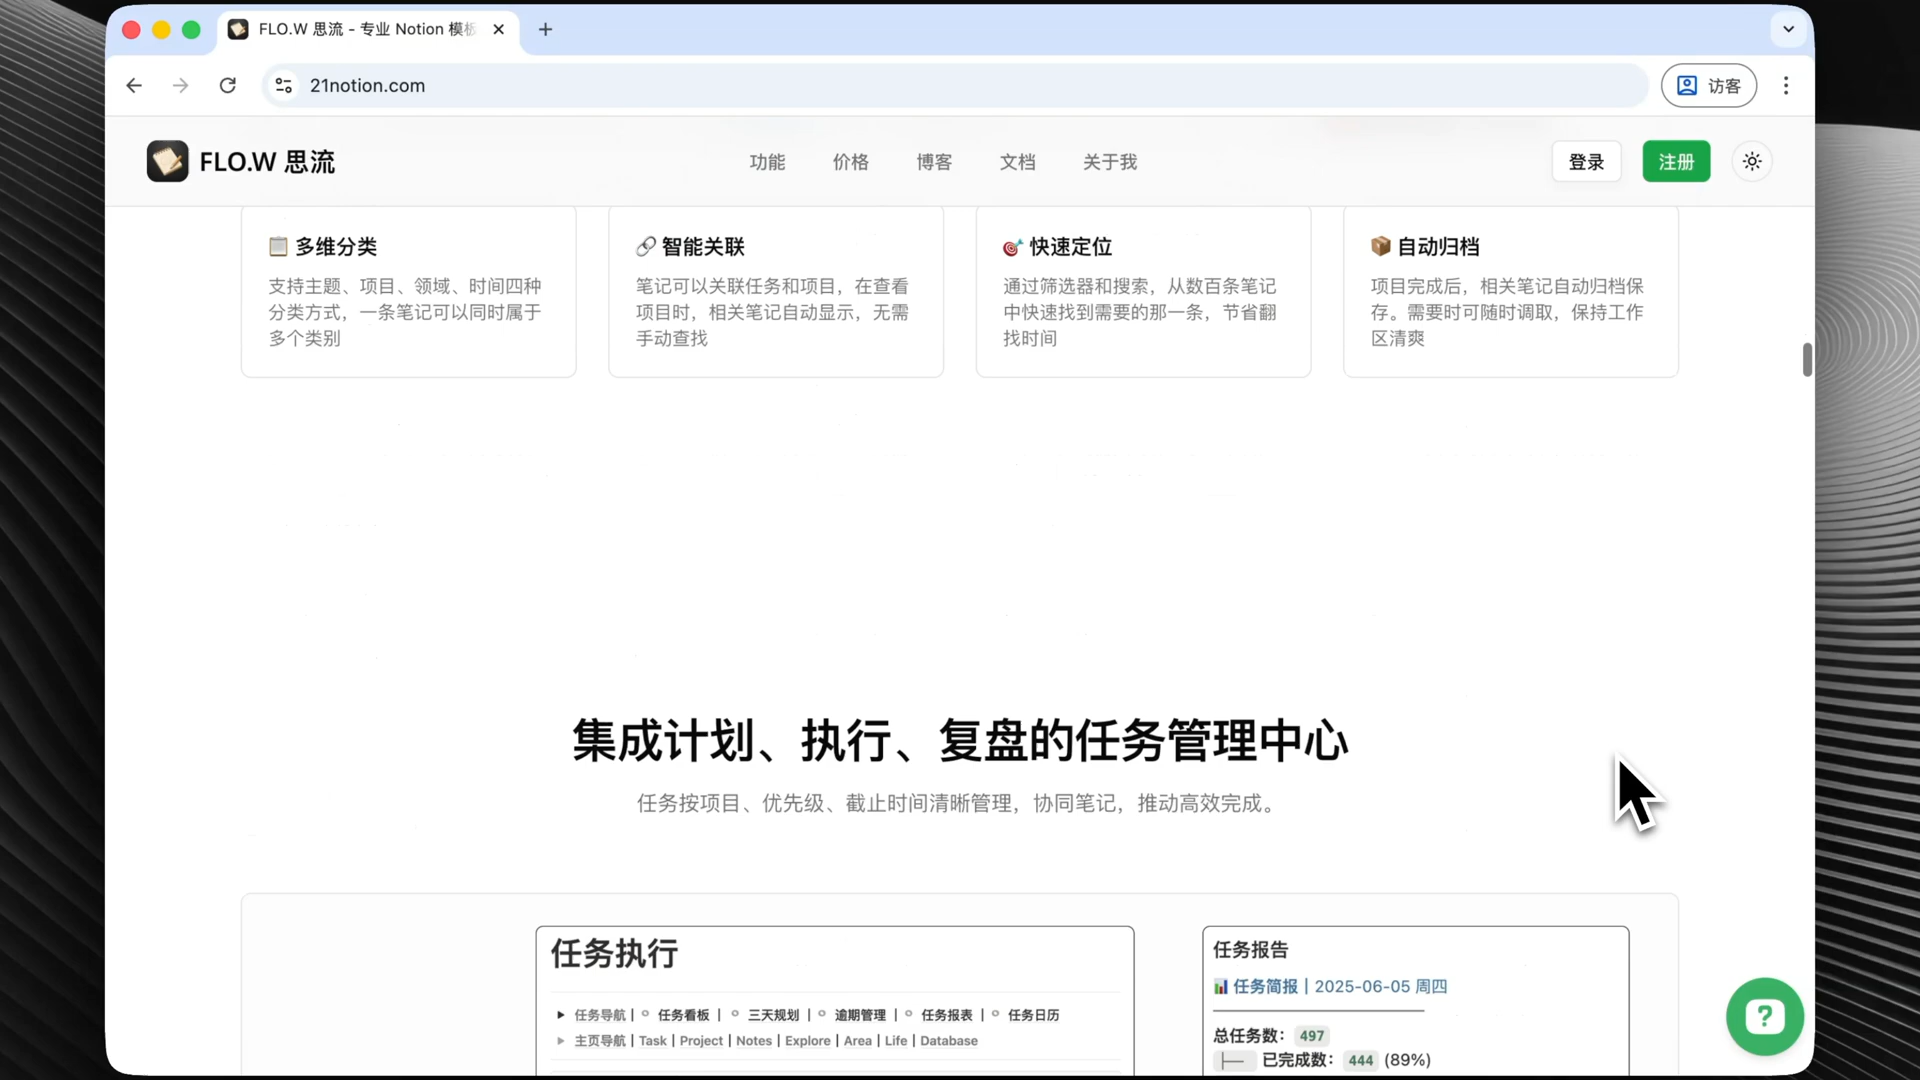 FLO.W 思流 - 专业 Notion 模板
21notion.com
访客
FLO.W 思流
功能 价格 博客 文档 关于我
登录 注册
多维分类
支持主题、项目、领域、时间四种
分类方式，一条笔记可以同时属于
多个类别
智能关联
笔记可以关联任务和项目，在查看
项目时，相关笔记自动显示，无需
手动查找
快速定位
通过筛选器和搜索，从数百条笔记
中快速找到需要的那一条，节省翻
找时间
自动归档
项目完成后，相关笔记自动归档保
存。需要时可随时调取，保持工作
区清爽
集成计划、执行、复盘的任务管理中心
任务按项目、优先级、截止时间清晰管理，协同笔记，推动高效完成。
任务执行
任务导航 | 任务看板 | 三天规划 | 逾期管理 | 任务报表 | 任务日历
主页导航 | Task | Project | Notes | Explore | Area | Life | Database
任务报告
任务简报 | 2025-06-05 周四
总任务数： 497
已完成数： 444 (89%)